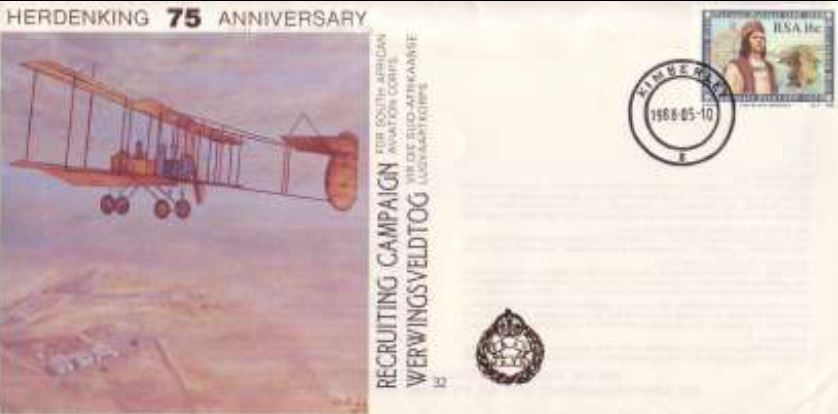 HERDENKING 75 ANNIVERSARY
RECRUITING CAMPAIGN
FOR SOUTH AFRICAN
AVIATION CORPS
WERWINGSVELDTOG
VIR DIE SUID-AFRIKAANSE
LUGVAARTKORPS
32
RSA 16c
KIMBERLEY
1988-05-10